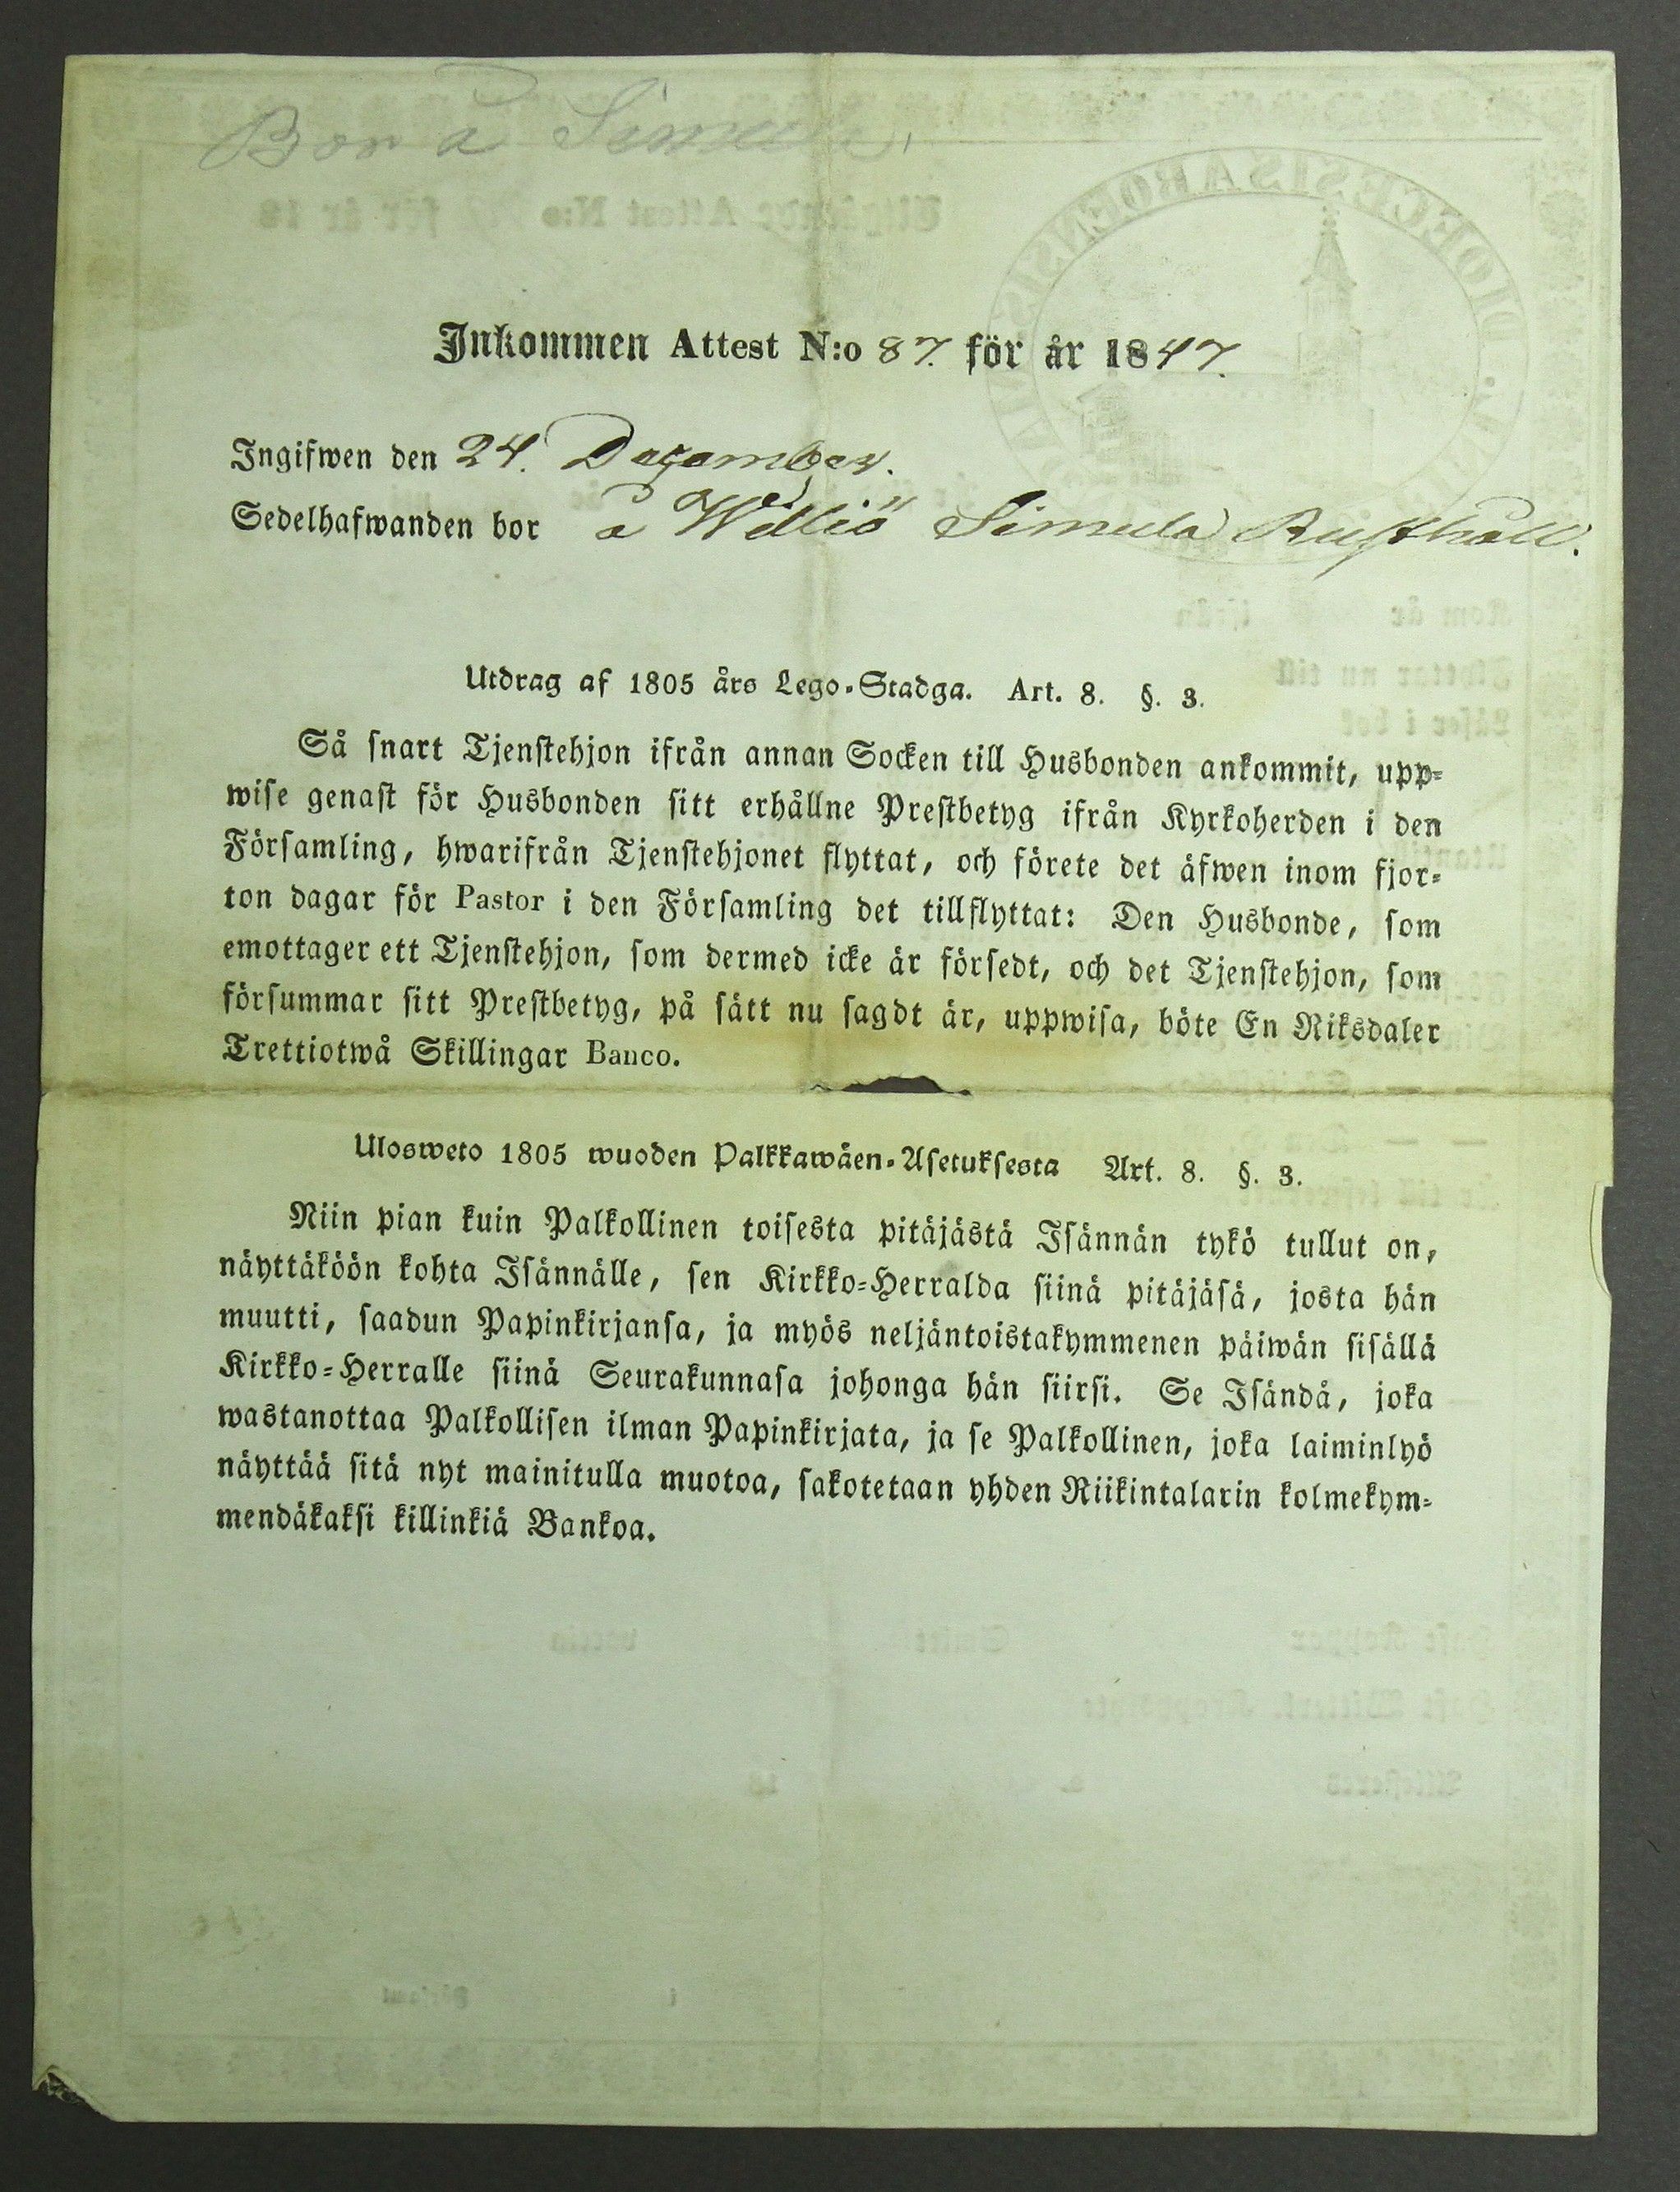 Bor å Simula,
Inkommen Attest N:o 87. för år 1847.
Ingifwen den 24. December.
Sedelhafwanden bor å Williö Simula Rusthåll.
Utdrag af 1805 års Lego-Stadga. Art. 8. §. 3.
Så snart Tjenstehjon ifrån annan Socken till Husbonden ankommit, upp-
wise genast för Husbonden sitt erhållne Prestbetyg ifrån Kyrkoherden i den
Församling, hwarifrån Tjenstehjonet flyttat, och förete det äfwen inom fjor-
ton dagar för Pastor i den Församling det tillflyttat: Den Husbonde, som
emottager ett Tjenstehjon, som dermed icke är försedt, och det Tjenstehjon, som
försummar sitt Prestbetyg, på sätt nu sagdt är, uppwisa, böte En Riksdaler
Trettiotwå Skillingar Banco.
Ulosweto 1805 wuoden Palkkawäen-Asetuksesta Art. 8. §. 3.
Niin pian kuin Palkollinen toisesta pitäjästä Isännän tykö tullut on,
näyttäköön kohta Isännälle, sen Kirkko-Herralda siinä pitäjäsä, josta hän
muutti, saadun Papinkirjansa, ja myös neljäntoistakymmenen päiwän sisällä
Kirkko-Herralle siinä Seurakunnasa johonga hän siirsi. Se Isändä, joka
wastanottaa Palkollisen ilman Papinkirjata, ja se Palkollinen, joka laiminlyö
näyttää sitä nyt mainitulla muotoa, sakotetaan yhden Riikintalarin kolmekym-
mendäkaksi killinkiä Bankoa.